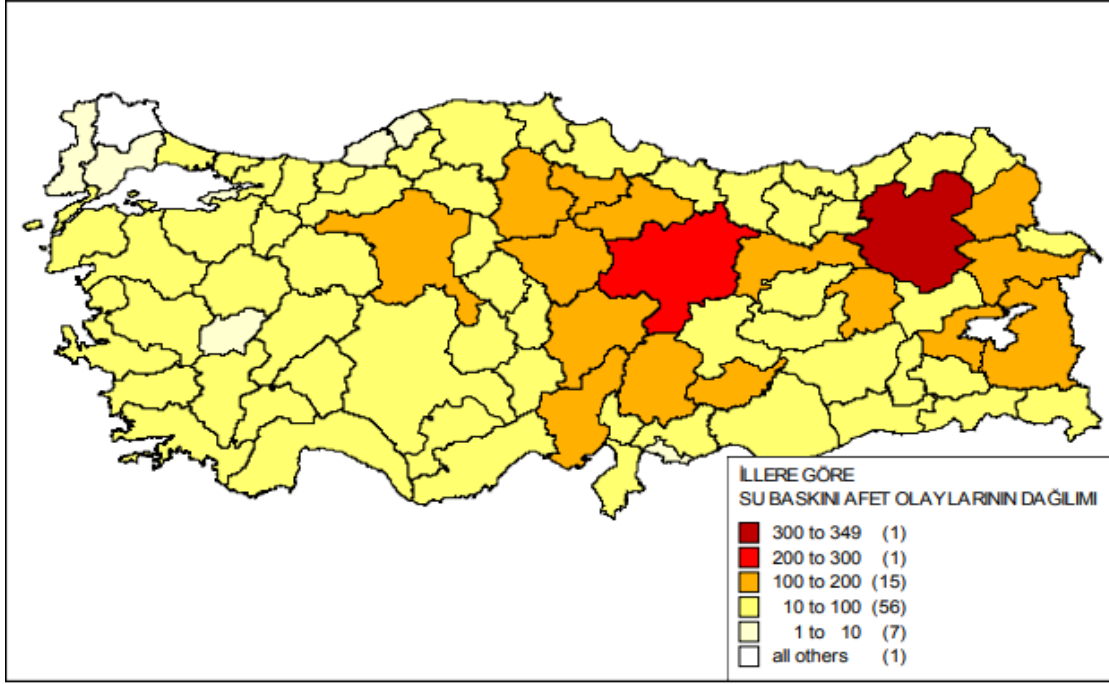 İLLERE GÖRE
SU BASKINI AFET OLAYLARININ DAĞILIMI
300 to 349 (1)
200 to 300 (1)
100 to 200 (15)
10 to 100 (56)
1 to 10 (7)
all others (1)